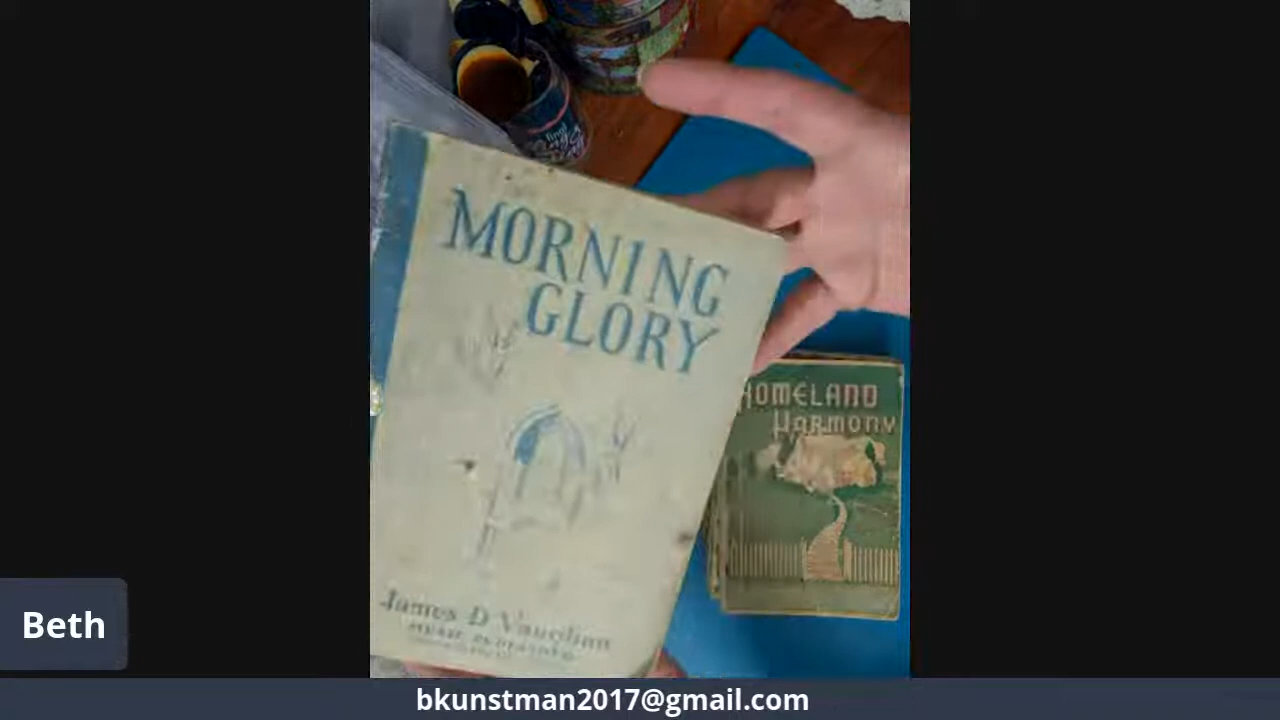 MORNING
GLORY
James D Vaughan
HOMELAND
HARMONY
Beth
bkunstman2017@gmail.com